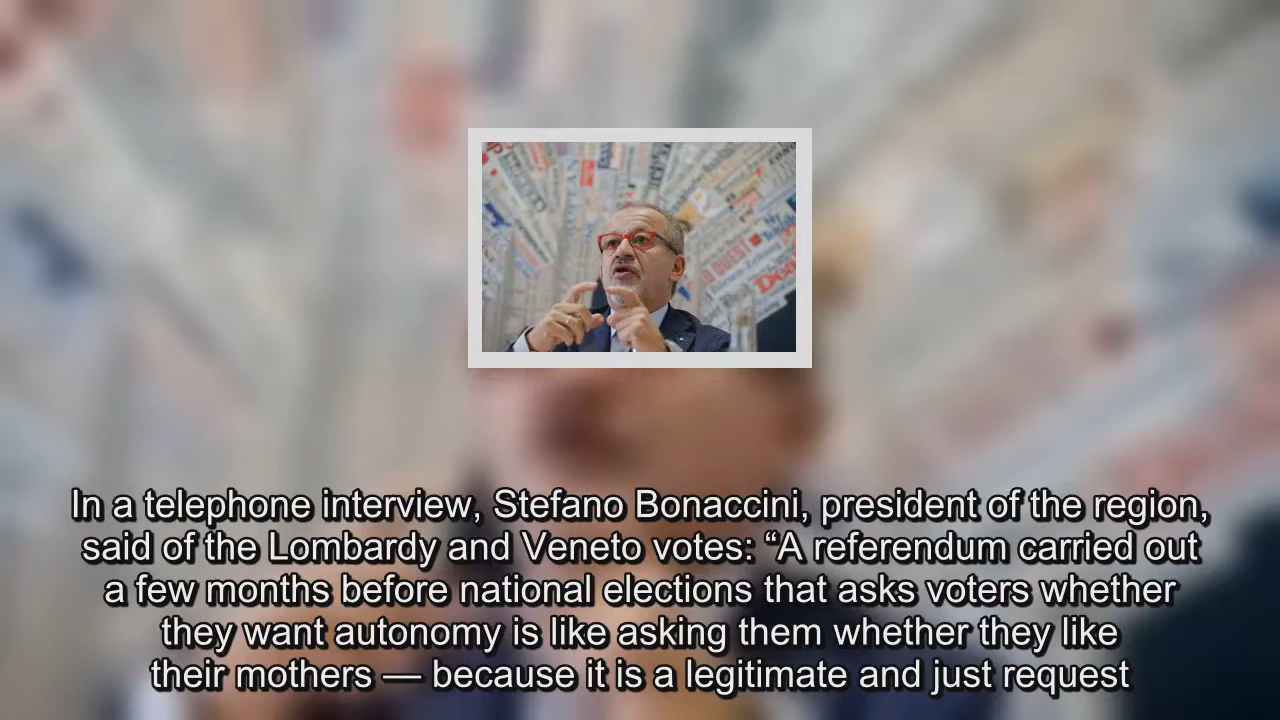 In a telephone interview, Stefano Bonaccini, president of the region,
said of the Lombardy and Veneto votes: “A referendum carried out
a few months before national elections that asks voters whether
they want autonomy is like asking them whether they like
their mothers — because it is a legitimate and just request